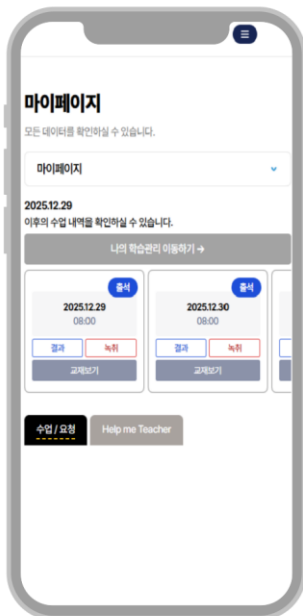 마이페이지
모든 데이터를 확인하실 수 있습니다.
마이페이지
2025.12.29
이후의 수업 내역을 확인하실 수 있습니다.
나의 학습관리 이동하기 →
출석 출석
2025.12.29 2025.12.30
08:00 08:00
결과 녹취 결과 녹취
교재보기 교재보기
수업 / 요청 Help me Teacher